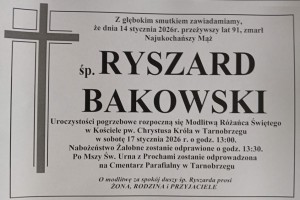 Z głębokim smutkiem zawiadamiamy,
że dnia 14 stycznia 2026r. przeżywszy lat 91, zmarł
Najukochańszy Mąż
śp. RYSZARD
BAKOWSKI
Uroczystości pogrzebowe rozpoczną się Modlitwą Różańca Świętego
w Kościele pw. Chrystusa Króla w Tarnobrzegu
w sobotę 17 stycznia 2026 r. o godz. 13:00.
Nabożeństwo Żałobne zostanie odprawione o godz. 13:30.
Po Mszy Św. Urna z Prochami zostanie odprowadzona
na Cmentarz Parafialny w Tarnobrzegu
O modlitwę za spokój duszy śp. Ryszarda prosi
ŻONA, RODZINA i PRZYJACIELE